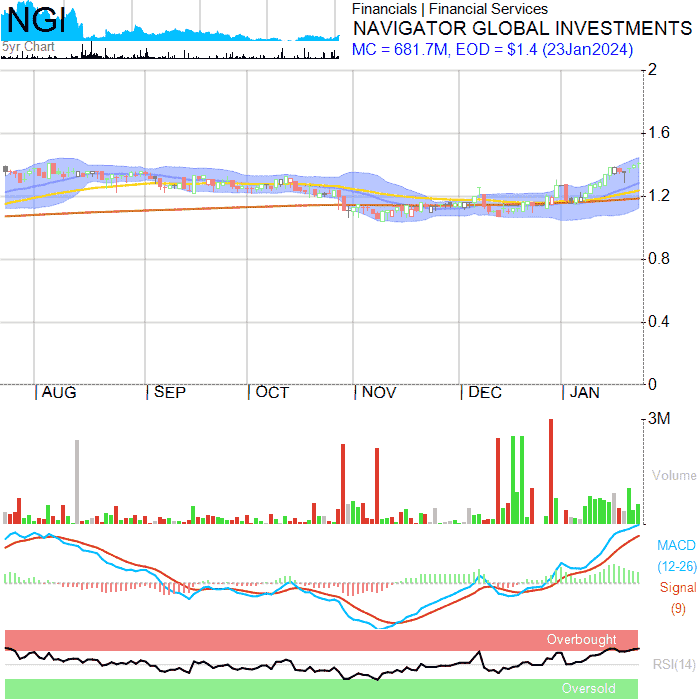 NGI
5yr Chart
Financials | Financial Services
NAVIGATOR GLOBAL INVESTMENTS
MC = 681.7M, EOD = $1.4 (23Jan2024)
2
1.6
1.2
0.8
0.4
0
AUG SEP OCT NOV DEC JAN
3M
Volume
MACD
(12-26)
Signal
(9)
Overbought
RSI(14)
Oversold